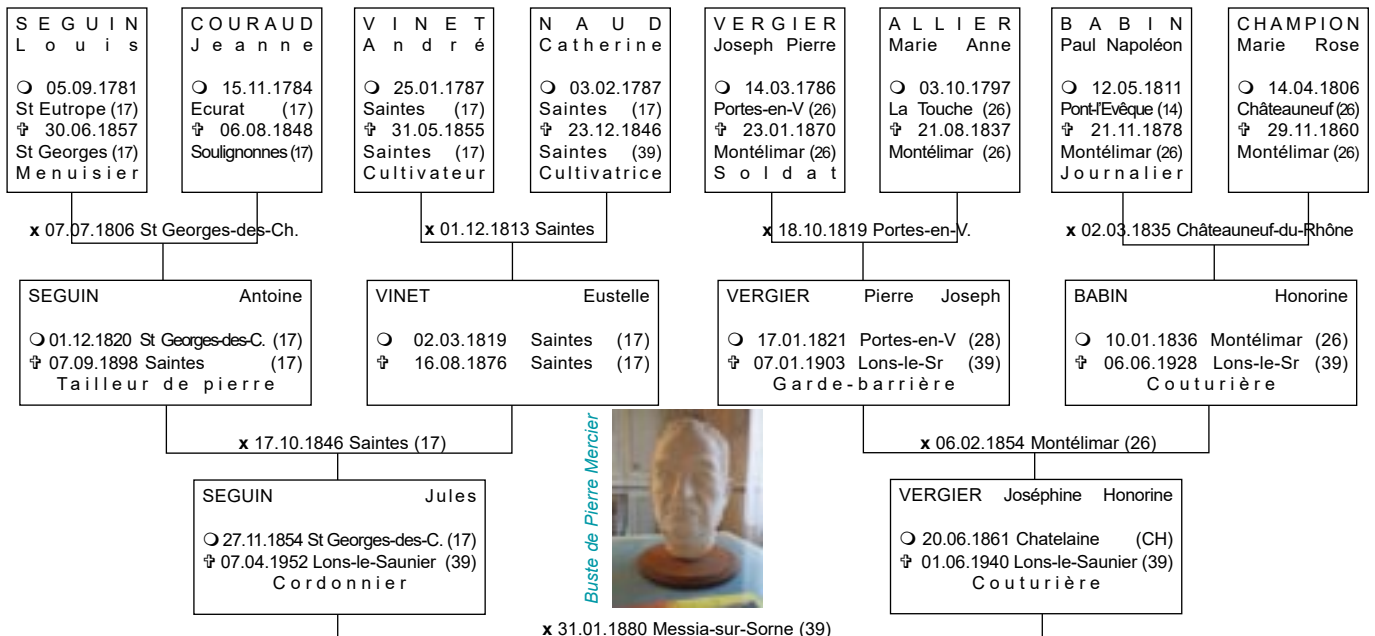 SEGUIN
Louis
❍ 05.09.1781
St Eutrope (17)
✞ 30.06.1857
St Georges (17)
Menuisier
COURAUD
Jeanne
❍ 15.11.1784
Ecurat (17)
✞ 06.08.1848
Soulignonnes (17)
VINET
André
❍ 25.01.1787
Saintes (17)
✞ 31.05.1855
Saintes (17)
Cultivateur
NAUD
Catherine
❍ 03.02.1787
Saintes (17)
✞ 23.12.1846
Saintes (39)
Cultivatrice
VERGIER
Joseph Pierre
❍ 14.03.1786
Portes-en-V (26)
✞ 23.01.1870
Montélimar (26)
Soldat
ALLIER
Marie Anne
❍ 03.10.1797
La Touche (26)
✞ 21.08.1837
Montélimar (26)
BABIN
Paul Napoléon
❍ 12.05.1811
Pont-l'Evêque (14)
✞ 21.11.1878
Montélimar (26)
Journalier
CHAMPION
Marie Rose
❍ 14.04.1806
Châteauneuf (26)
✞ 29.11.1860
Montélimar (26)
x 07.07.1806 St Georges-des-Ch.
x 01.12.1813 Saintes
x 18.10.1819 Portes-en-V.
x 02.03.1835 Châteauneuf-du-Rhône
SEGUIN Antoine
❍ 01.12.1820 St Georges-des-C. (17)
✞ 07.09.1898 Saintes (17)
Tailleur de pierre
VINET Eustelle
❍ 02.03.1819 Saintes (17)
✞ 16.08.1876 Saintes (17)
VERGIER Pierre Joseph
❍ 17.01.1821 Portes-en-V (28)
✞ 07.01.1903 Lons-le-Sr (39)
Garde-barrière
BABIN Honorine
❍ 10.01.1836 Montélimar (26)
✞ 06.06.1928 Lons-le-Sr (39)
Couturière
x 17.10.1846 Saintes (17)
Buste de Pierre Mercier
x 06.02.1854 Montélimar (26)
SEGUIN Jules
❍ 27.11.1854 St Georges-des-C. (17)
✞ 07.04.1952 Lons-le-Saunier (39)
Cordonnier
VERGIER Joséphine Honorine
❍ 20.06.1861 Chatelaine (CH)
✞ 01.06.1940 Lons-le-Saunier (39)
Couturière
x 31.01.1880 Messia-sur-Sorne (39)